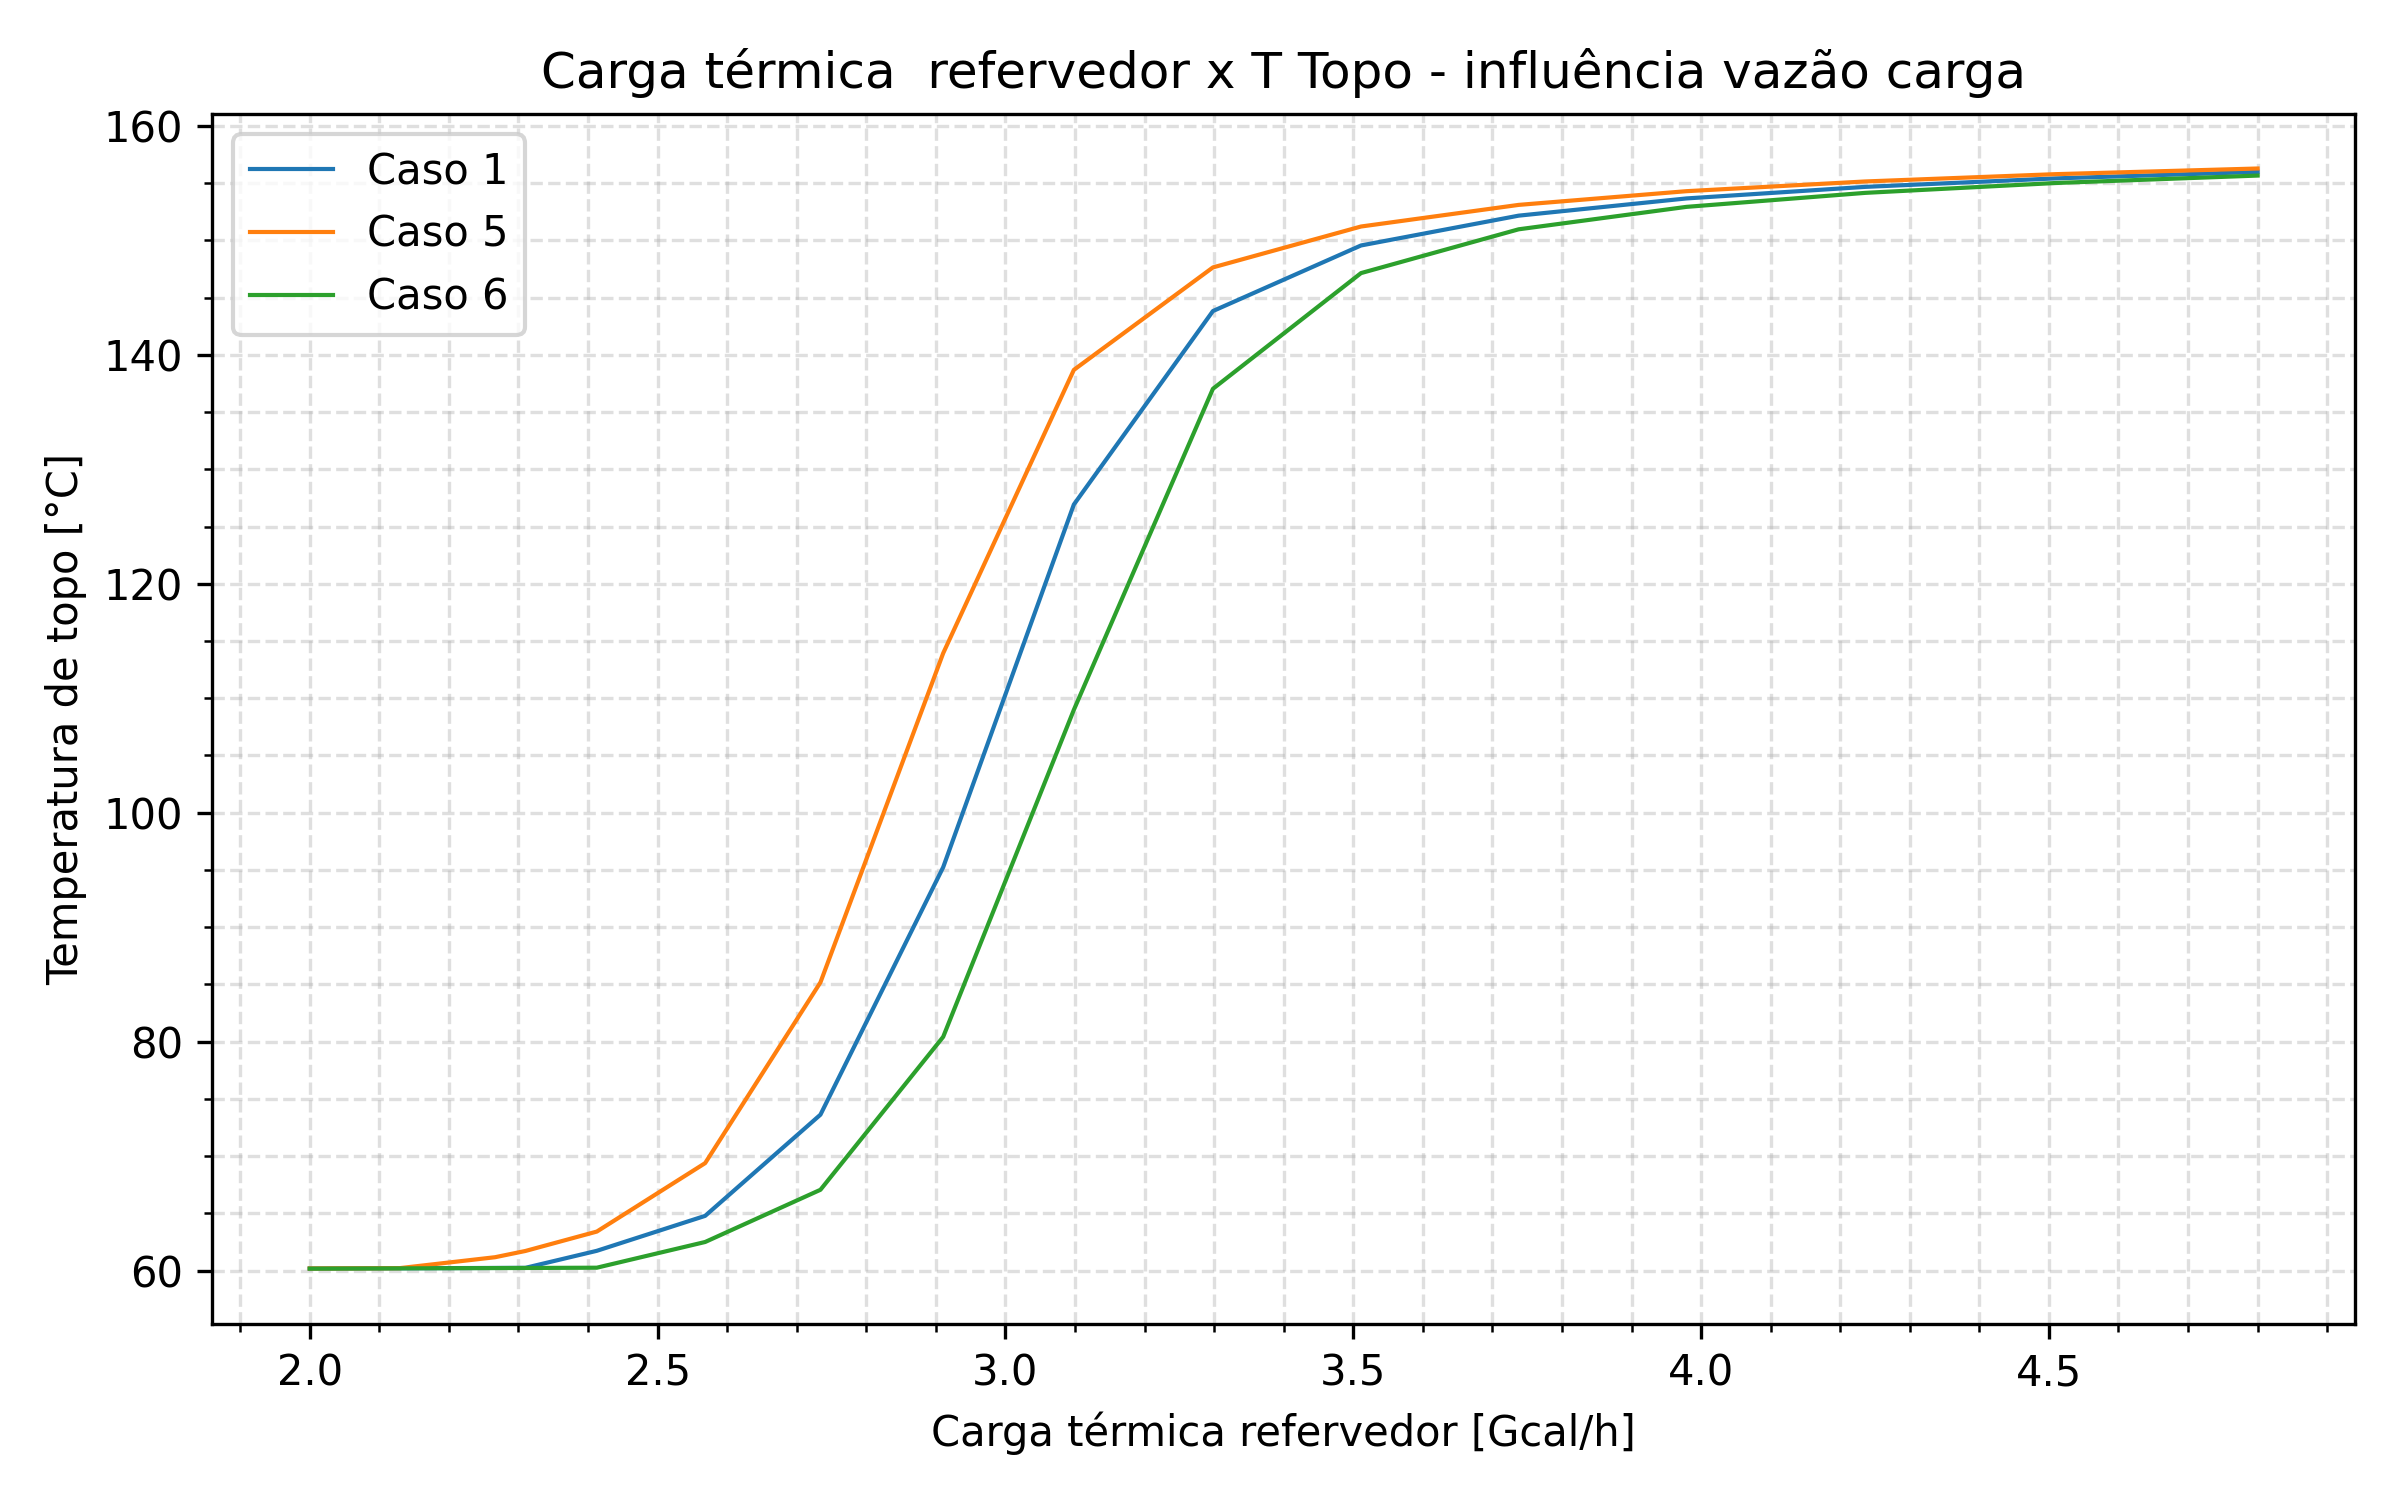 Carga térmica  refervedor x T Topo - influência vazão carga
160
140
120
100
80
60
Temperatura de topo [°C]
Caso 1
Caso 5
Caso 6
2.0 2.5 3.0 3.5 4.0 4.5
Carga térmica refervedor [Gcal/h]